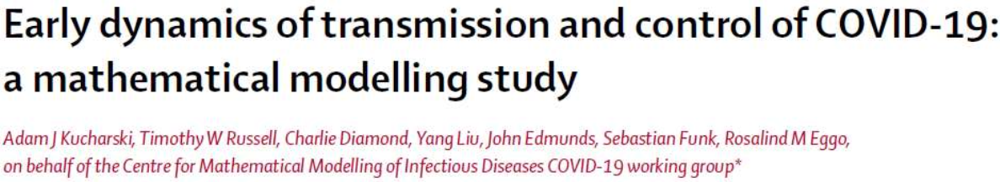 Early dynamics of transmission and control of COVID-19:
a mathematical modelling study
Adam J Kucharski, Timothy W Russell, Charlie Diamond, Yang Liu, John Edmunds, Sebastian Funk, Rosalind M Eggo,
on behalf of the Centre for Mathematical Modelling of Infectious Diseases COVID-19 working group*